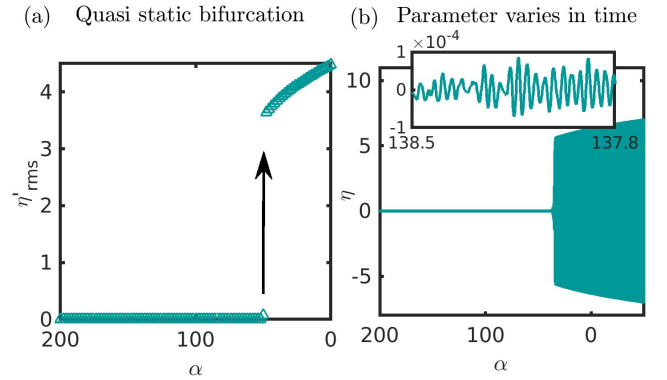 (a) Quasi static bifurcation
4
3
2
1
0
η'rms
200 100 0
α
(b) Parameter varies in time
×10⁻⁴
1
0
-1
138.5 137.8
10
5
0
-5
η
200 100 0
α